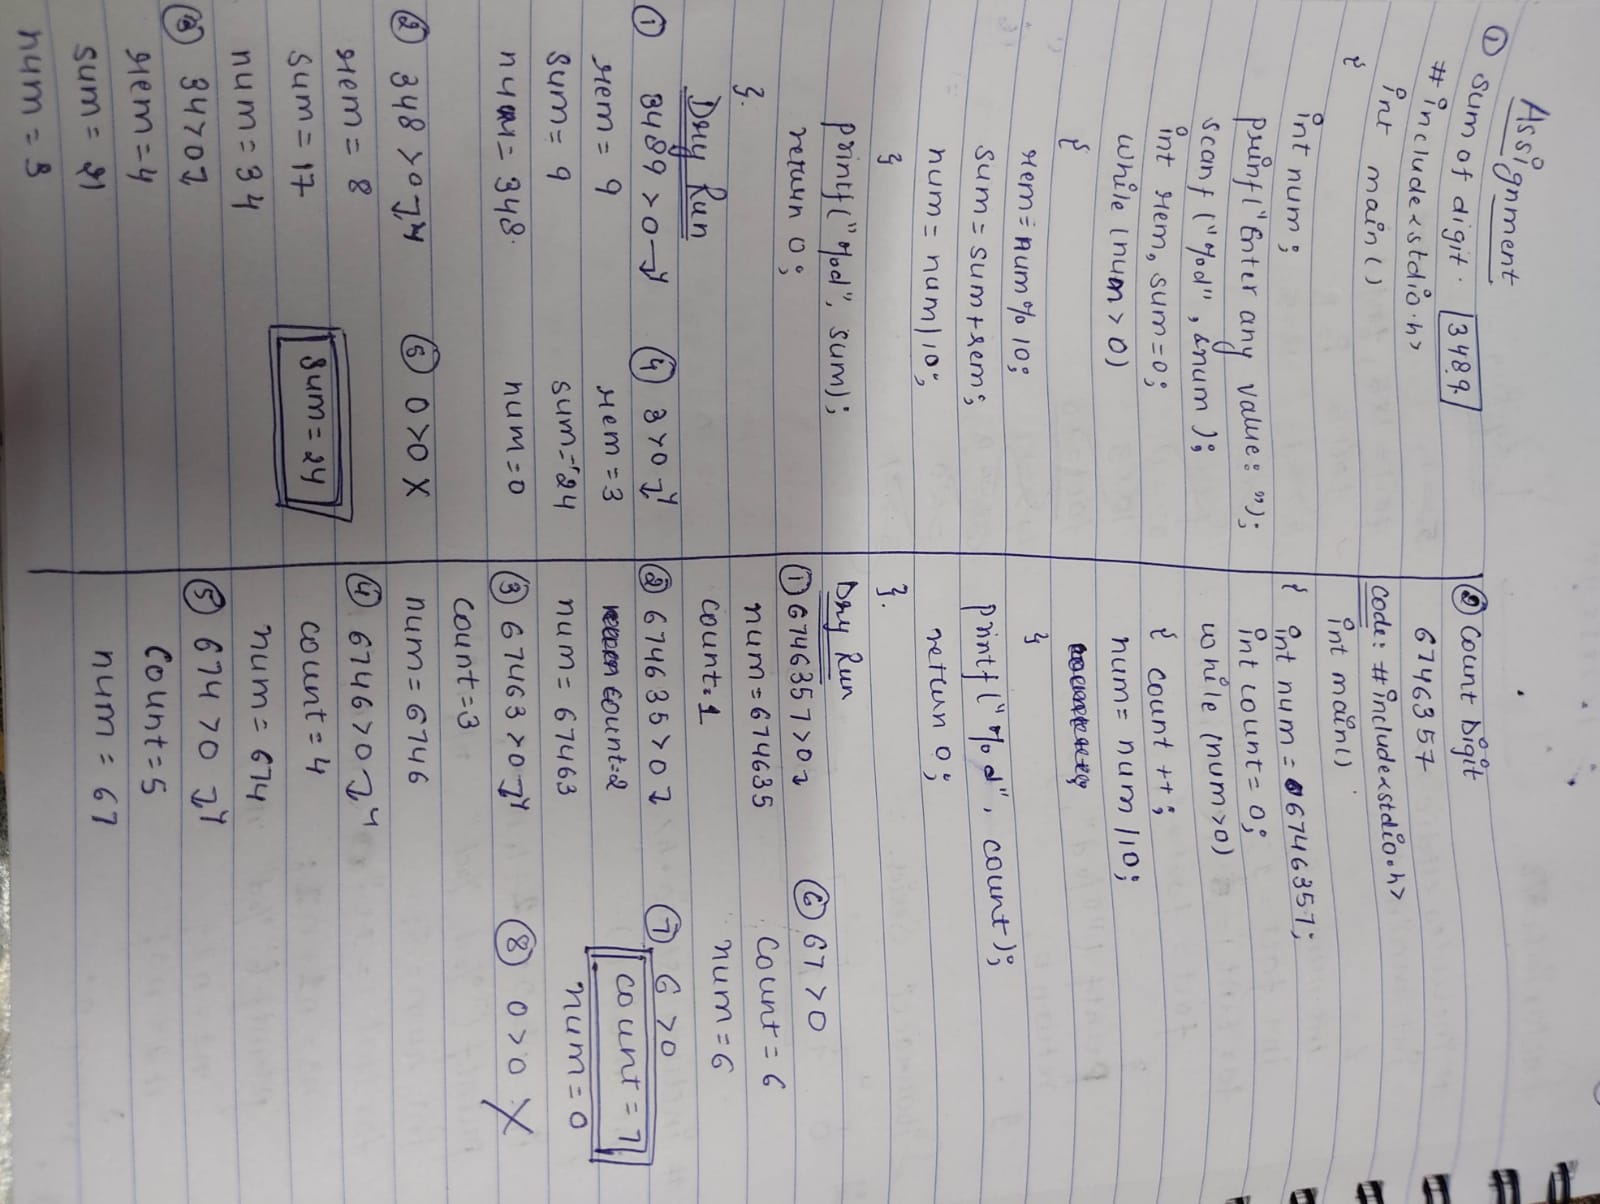 Assignment
① Sum of digit. 3489
# include<stdio.h>
int main()
{
int num;
printf("Enter any value: ");
scanf("%d", &num);
int rem, sum=0;
while (num>0)
{
rem=num%10;
sum=sum+rem;
num=num/10;
}
printf("%d", sum);
return 0;
}.
Dry Run
① 3489>0
rem=9
sum=9
num=348.
② 348>0
rem=8
sum=17
num=34
③ 34>0
rem=4
sum=21
num=3
④ 3>0
rem=3
sum=24
num=0
⑤ 0>0 X
Sum=24
② Count Digit
6746357
Code: #include<stdio.h>
int main()
{ int num=6746357;
int count=0;
while (num>0)
{ count++;
num=num/10;
}
printf("%d", count);
return 0;
}.
Dry Run
① 6746357>0
num=674635
count=1
② 674635>0
count=2
num=67463
③ 67463>0
count=3
num=6746
④ 6746>0
count=4
num=674
⑤ 674>0
Count=5
num=67
⑥ 67>0
Count=6
num=6
⑦ 6>0
count=7
num=0
⑧ 0>0 X